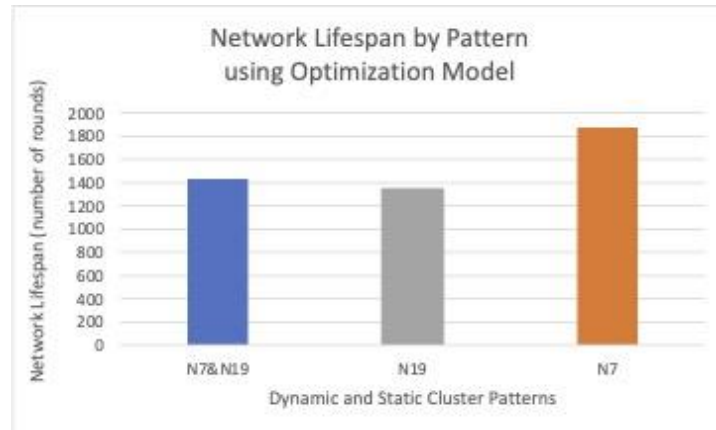 Network Lifespan by Pattern
using Optimization Model
Network Lifespan (number of rounds)
2000
1800
1600
1400
1200
1000
800
600
400
200
0
N7&N19
N19
N7
Dynamic and Static Cluster Patterns